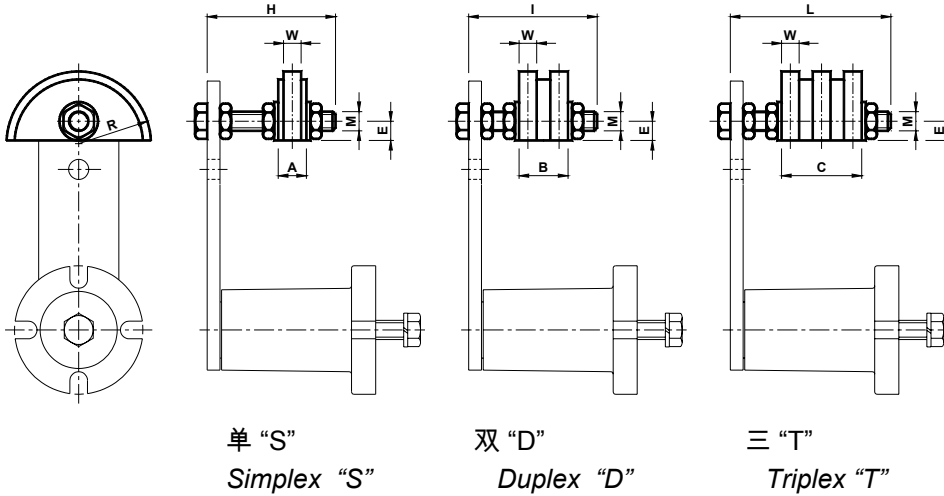 H
I
L
W
W
W
R
M
E
M
E
M
E
A
B
C
单 “S”
双 “D”
三 “T”
Simplex “S”
Duplex “D”
Triplex “T”